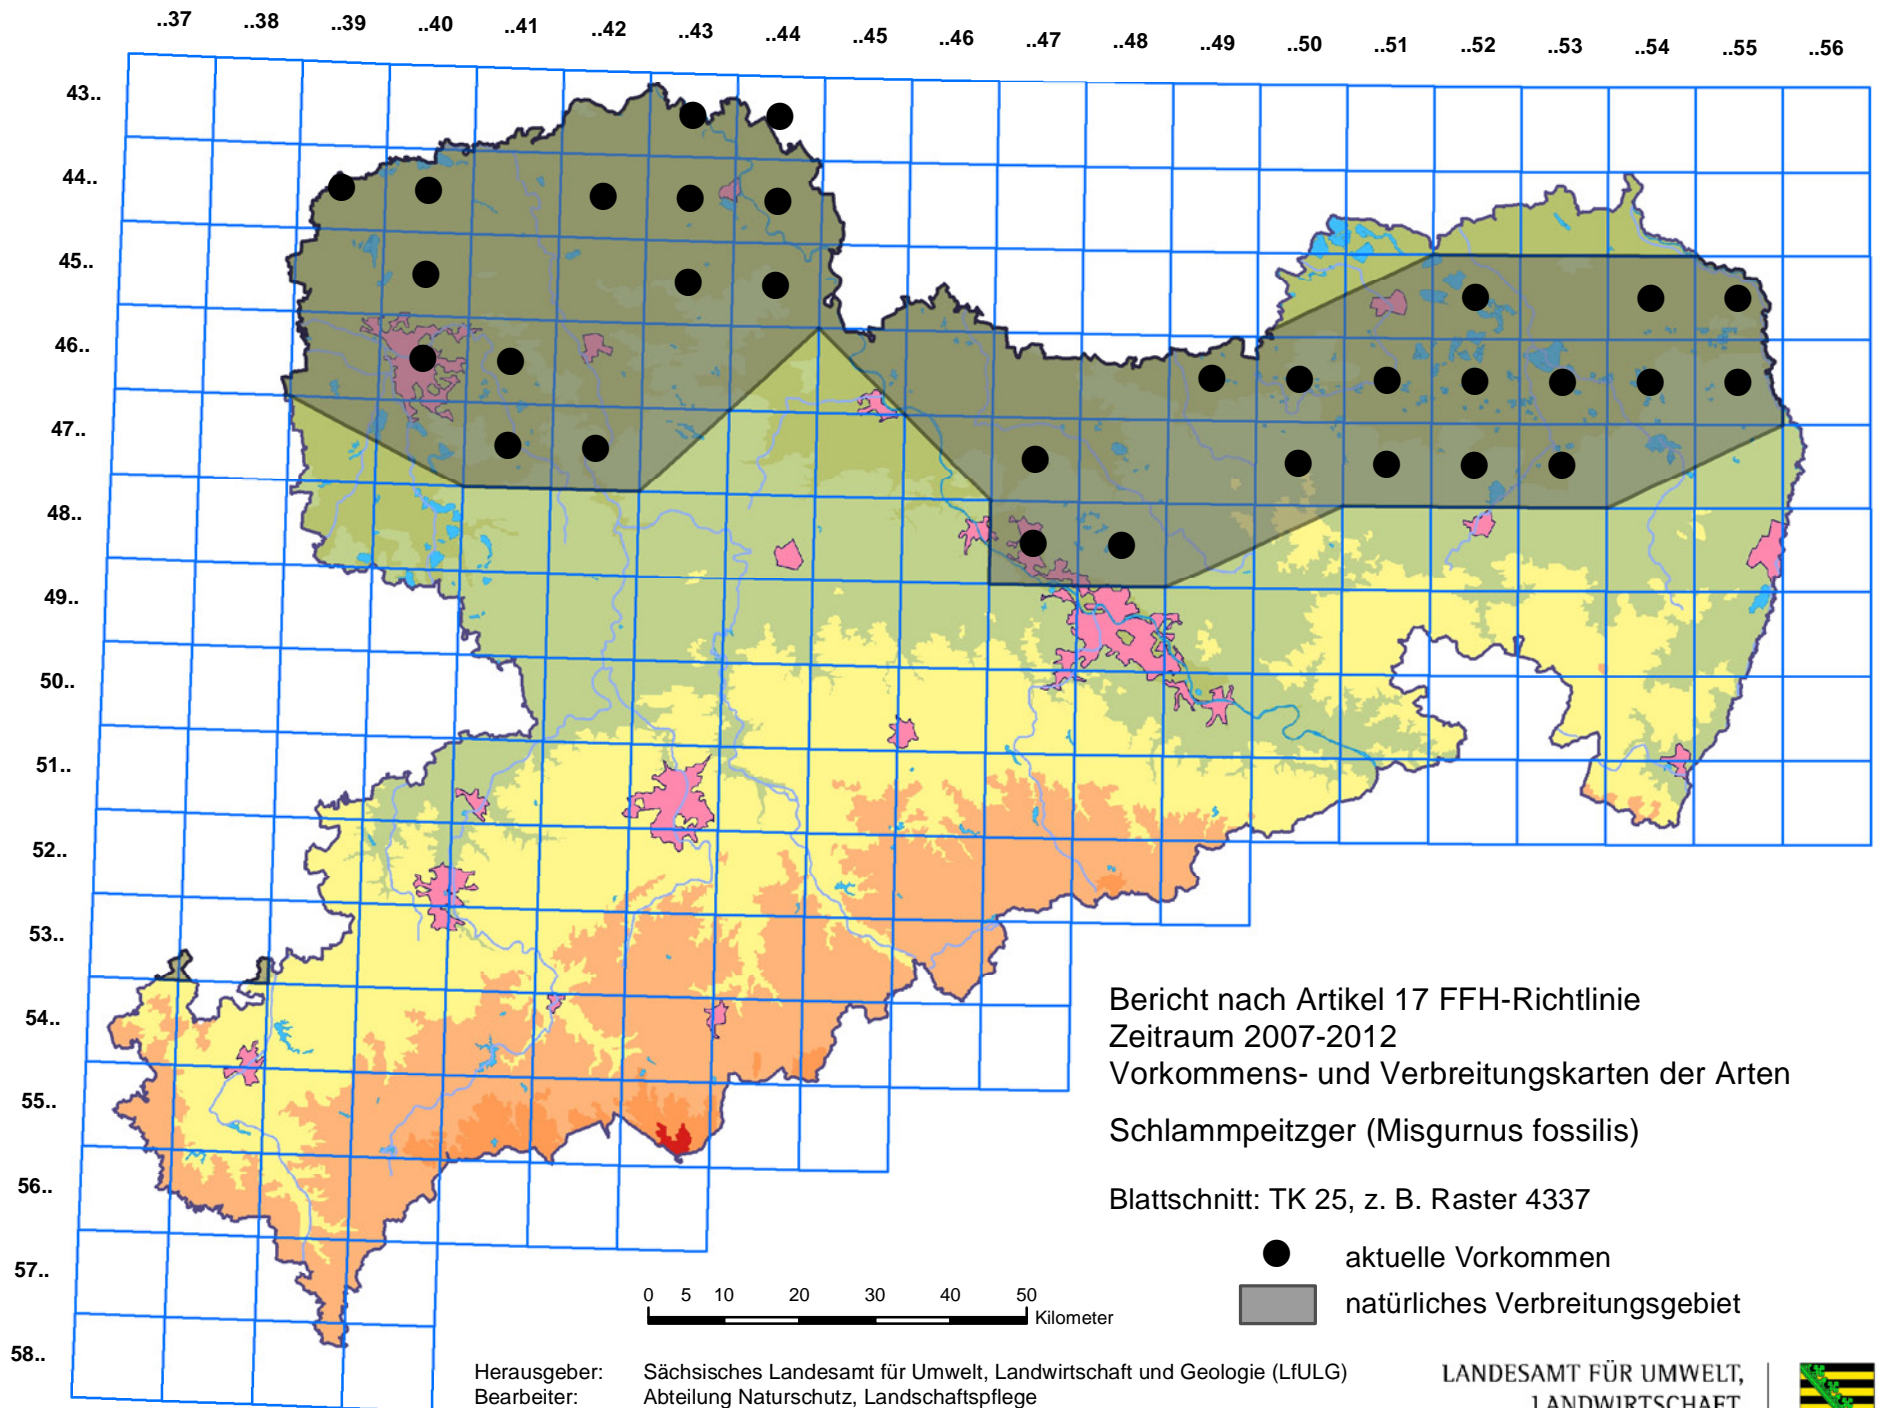 ..37 ..38 ..39 ..40 ..41 ..42 ..43 ..44 ..45 ..46 ..47 ..48 ..49 ..50 ..51 ..52 ..53 ..54 ..55 ..56
43..
44..
45..
46..
47..
48..
49..
50..
51..
52..
53..
54..
55..
56..
57..
58..
Bericht nach Artikel 17 FFH-Richtlinie
Zeitraum 2007-2012
Vorkommens- und Verbreitungskarten der Arten
Schlammpeitzger (Misgurnus fossilis)
Blattschnitt: TK 25, z. B. Raster 4337
aktuelle Vorkommen
natürliches Verbreitungsgebiet
0 5 10 20 30 40 50
Kilometer
Herausgeber: Sächsisches Landesamt für Umwelt, Landwirtschaft und Geologie (LfULG)
Bearbeiter: Abteilung Naturschutz, Landschaftspflege
LANDESAMT FÜR UMWELT,
LANDWIRTSCHAFT